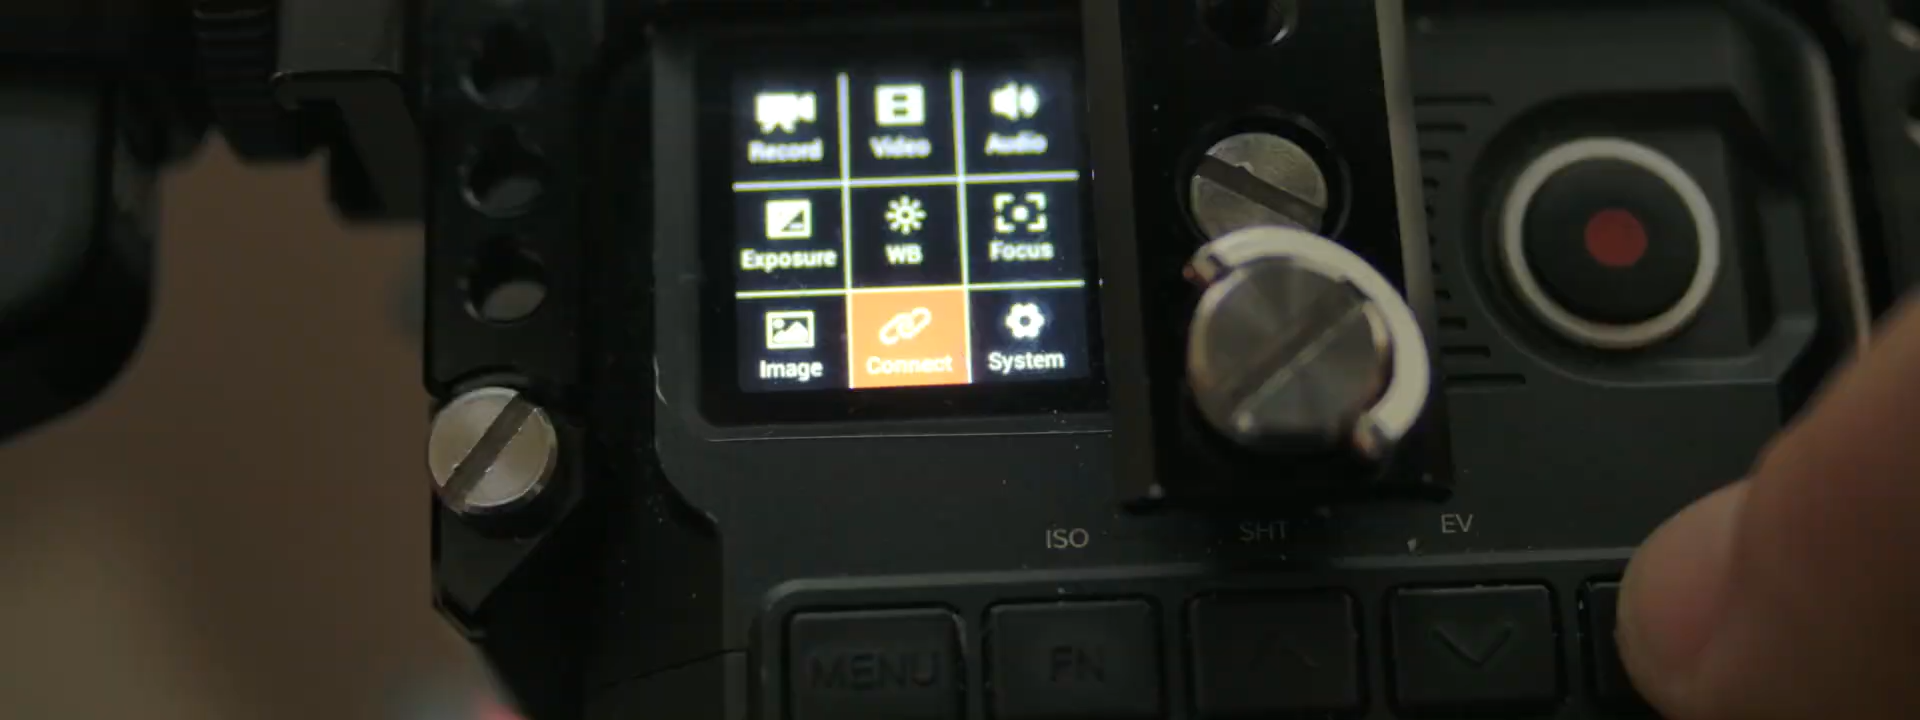 Record Video Audio
Exposure WB Focus
Image Connect System
ISO SHT EV
MENU FN